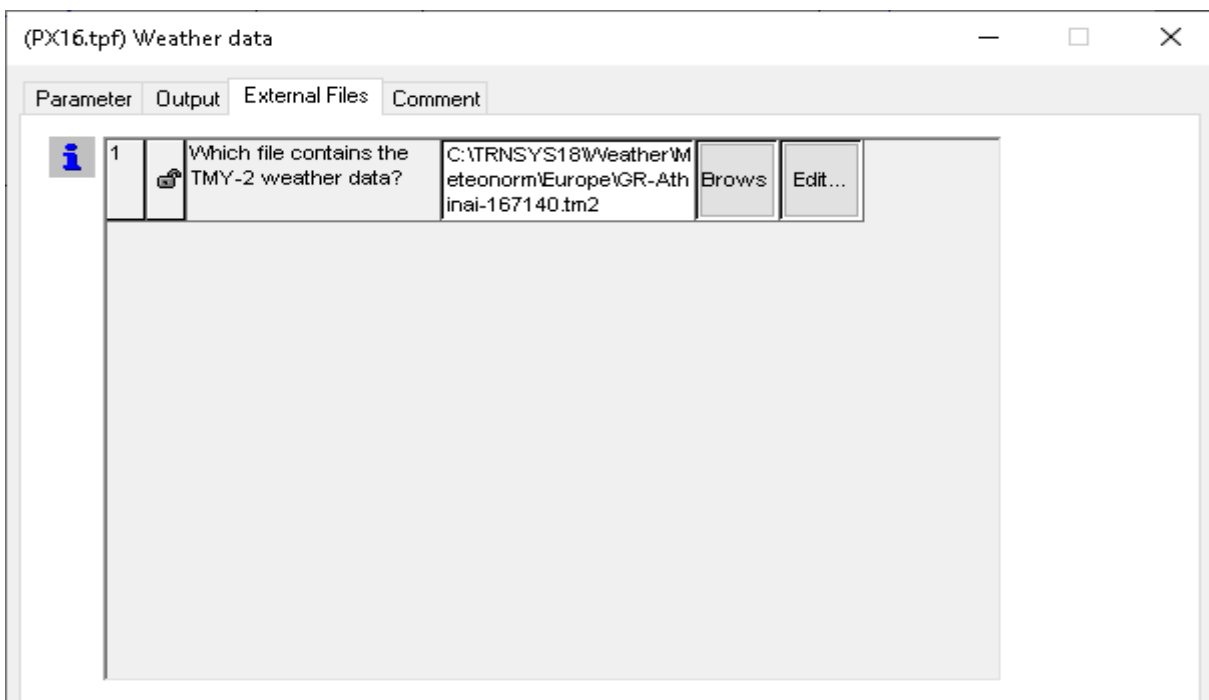 (PX16.tpf) Weather data
Parameter Output External Files Comment
1 Which file contains the C:\TRNSYS18\Weather\M
TMY-2 weather data? eteonorm\Europe\GR-Ath Brows Edit...
inai-167140.tm2